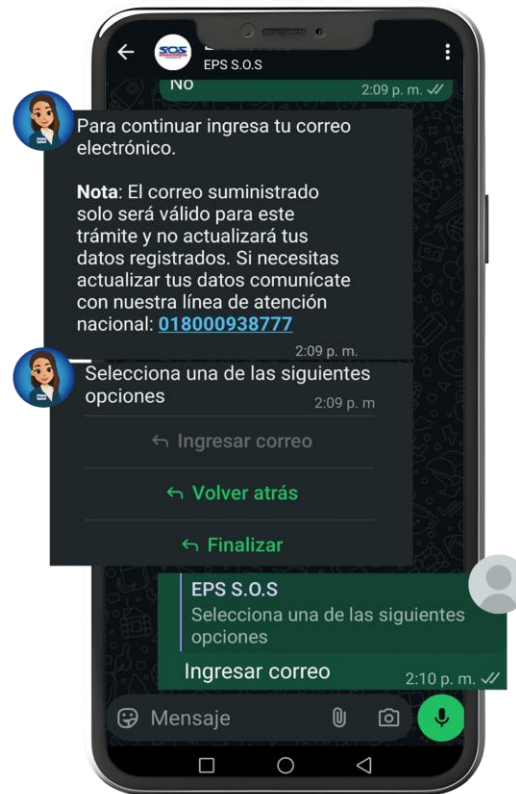 SOS
EPS S.O.S
No
2:09 p. m.
Para continuar ingresa tu correo
electrónico.
Nota: El correo suministrado
solo será válido para este
trámite y no actualizará tus
datos registrados. Si necesitas
actualizar tus datos comunícate
con nuestra línea de atención
nacional: 018000938777
2:09 p. m.
Selecciona una de las siguientes
opciones
2:09 p. m
Ingresar correo
Volver atrás
Finalizar
EPS S.O.S
Selecciona una de las siguientes
opciones
Ingresar correo
2:10 p. m.
Mensaje